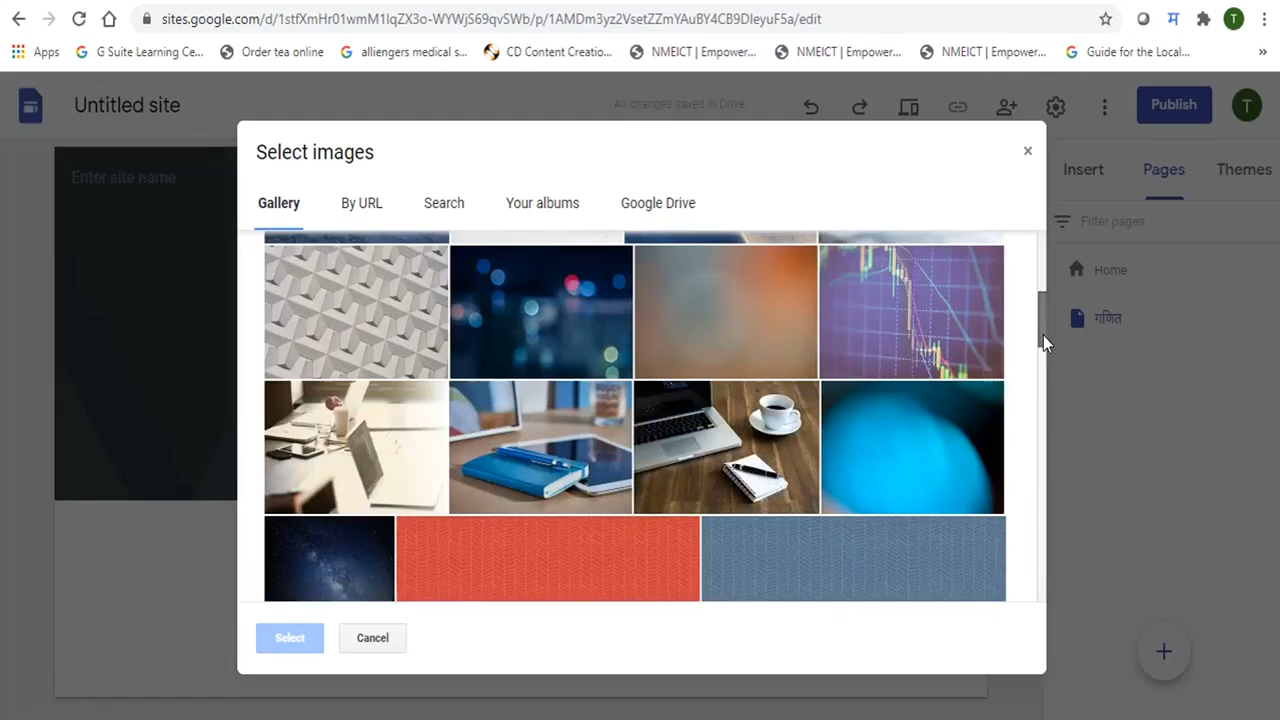 sites.google.com/d/1stfXmHr01wmM1lqZX3o-WYWjS69qvSWb/p/1AMDm3yz2VsetZZmYAuBY4CB9DleyuF5a/edit
T
Apps G Suite Learning Ce... Order tea online alliengers medical s... CD Content Creatio... NMEICT | Empower... NMEICT | Empower... NMEICT | Empower... Guide for the Local... »
Untitled site All changes saved in Drive Publish T
Enter site name
Select images ×
Gallery By URL Search Your albums Google Drive
Select Cancel
Insert Pages Themes
Filter pages
Home
गणित